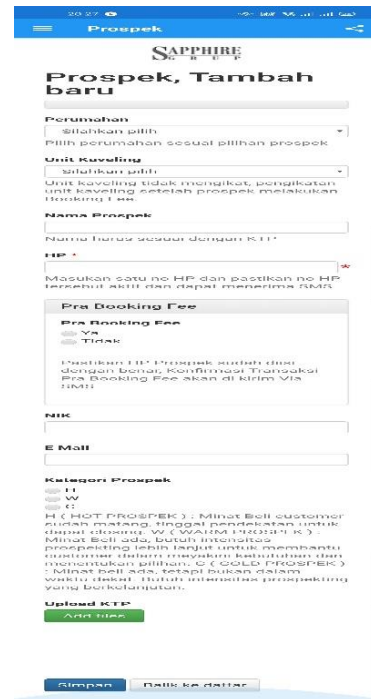 20:27
Prospek
SAPPHIRE
GRUP
Prospek, Tambah
baru
Perumahan
Silahkan pilih
Pilih perumahan sesuai pilihan prospek
Unit Kaveling
Silahkan pilih
Unit kaveling tidak mengikat, pengikatan
unit kaveling setelah prospek melakukan
Booking Fee.
Nama Prospek
Nama harus sesuai dengan KTP
HP *
*
Masukan satu no HP dan pastikan no HP
tersebut aktif dan dapat menerima SMS
Pra Booking Fee
Pra Booking Fee
Ya
Tidak
Pastikan HP Prospek sudah diisi
dengan benar, Konfirmasi Transaksi
Pra Booking Fee akan di kirim Via
SMS
NIK
E Mail
Kategori Prospek
H
W
C
H ( HOT PROSPEK ) : Minat Beli customer
sudah matang, tinggal pendekatan untuk
dapat closing. W ( WARM PROSPEK ) :
Minat Beli ada, butuh intensitas
prospekting lebih lanjut untuk membantu
customer dalam meyakini kebutuhan dan
menentukan pilihan. C ( COLD PROSPEK )
: Minat beli ada, tetapi bukan dalam
waktu dekat. Butuh intensitas prospekting
yang berkelanjutan.
Upload KTP
Add files
Simpan
Balik ke daftar